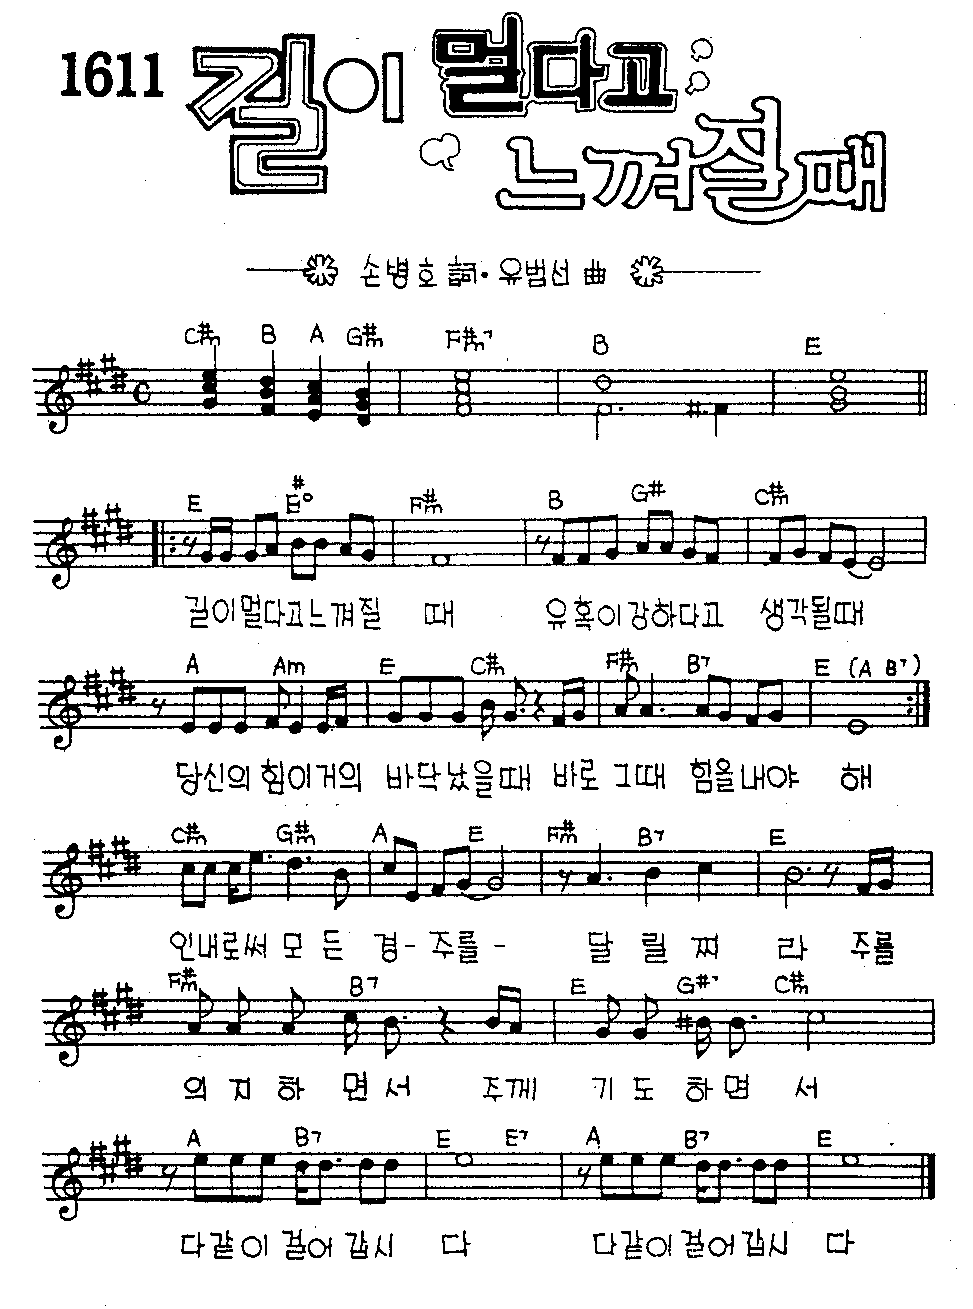 1611 길이 멀다고
느껴질때
손병호 詞·유범선 曲
C#m B A G#m F#m7 B E
E E#° F#m B G# C#m
길이멀다고느껴질 때 유혹이강하다고 생각될때
A Am E C#m F#m B7 E (A B7)
당신의힘이거의 바닥났을때 바로 그때 힘을내야 해
C#m G#m A E F#m B7 E
인내로써 모 든 경-주를- 달 릴 찌 라 주를
F#m B7 E G#7 C#m
의 지 하 면 서 주께 기 도 하 면 서
A B7 E E7 A B7 E
다같이 걸어 갑시 다 다같이걸어갑시 다